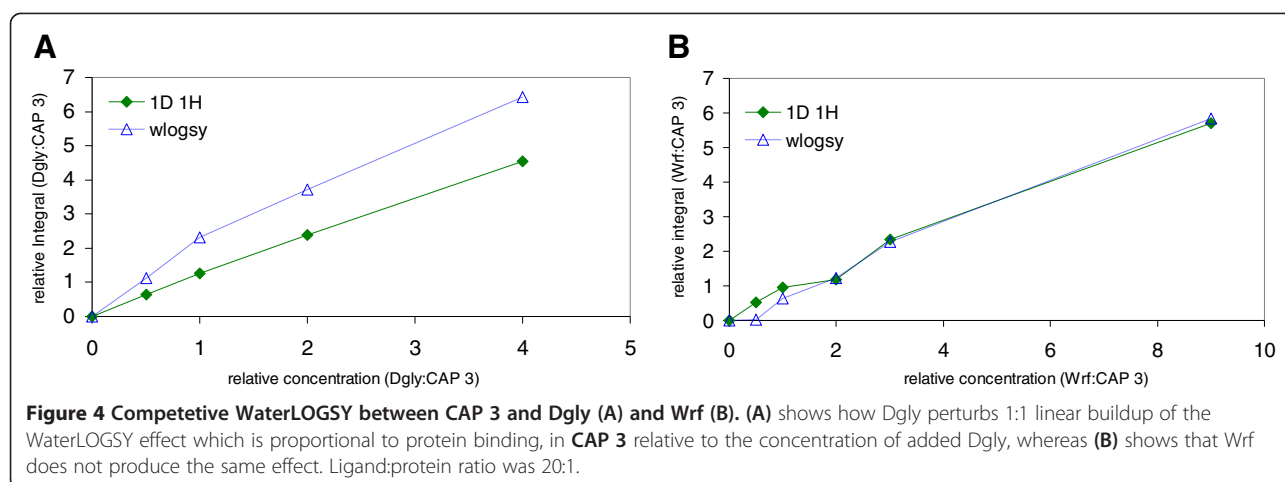 A
7
6
5
4
3
2
1
0
relative Integral (Dgly:CAP 3)
1D 1H
wlogsy
0 1 2 3 4 5
relative concentration (Dgly:CAP 3)
B
7
6
5
4
3
2
1
0
relative integral (Wrf:CAP 3)
1D 1H
wlogsy
0 2 4 6 8 10
relative concentration (Wrf:CAP 3)
Figure 4 Competetive WaterLOGSY between CAP 3 and Dgly (A) and Wrf (B). (A) shows how Dgly perturbs 1:1 linear buildup of the
WaterLOGSY effect which is proportional to protein binding, in CAP 3 relative to the concentration of added Dgly, whereas (B) shows that Wrf
does not produce the same effect. Ligand:protein ratio was 20:1.